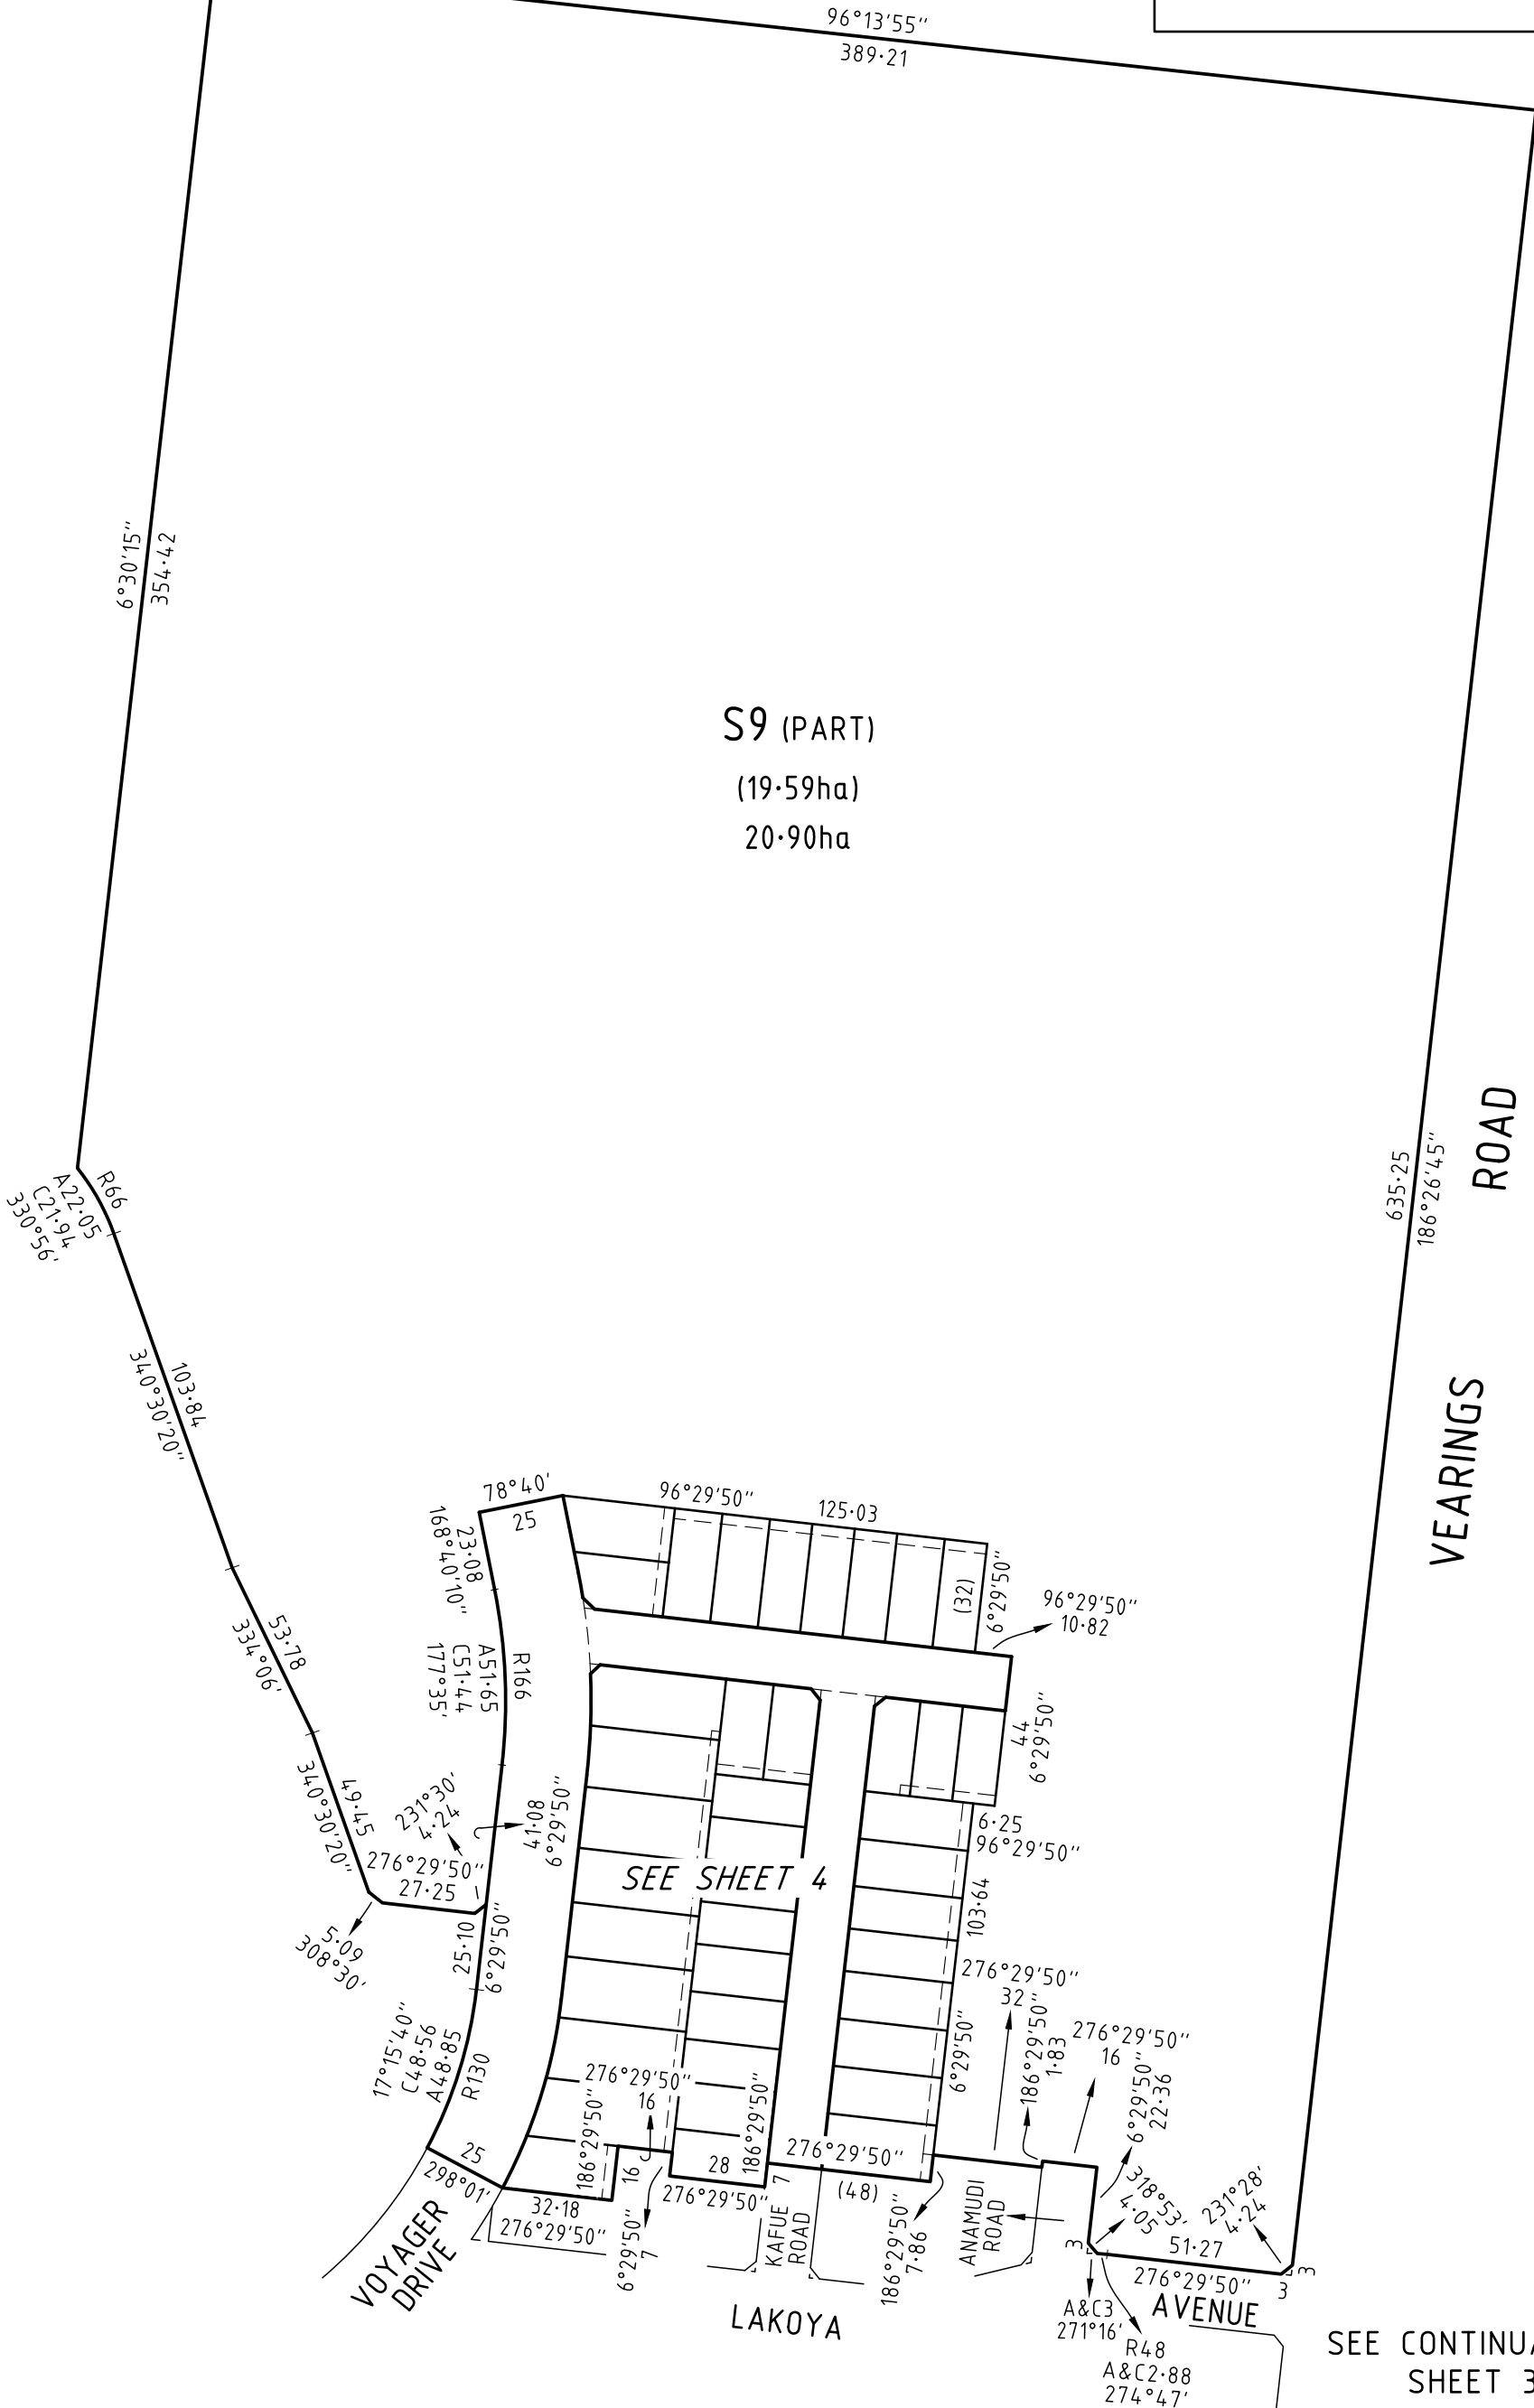 96°13'55"
389·21
6°30'15"
354·42
S9 (PART)
(19·59ha)
20·90ha
635·25
186°26'45"
VEARINGS ROAD
R66
A22·05
C21·94
330°56'
103·84
340°30'20"
53·78
334°06'
49·45
340°30'20"
5·09
308°30'
276°29'50"
27·25
231°30'
4·24
78°40'
25
23·08
168°40'10"
R166
A51·65
C51·44
177°35'
41·08
6°29'50"
25·10
6°29'50"
17°15'40"
C48·56
A48·85
R130
25
298°01'
VOYAGER
DRIVE
96°29'50"
125·03
(32)
6°29'50"
96°29'50"
10·82
44
6°29'50"
6·25
96°29'50"
SEE SHEET 4
103·64
6°29'50"
276°29'50"
32
186°29'50"
1·83
276°29'50"
16
6°29'50"
22·36
318°53'
4·05
231°28'
4·24
51·27
276°29'50"
3
3
3
276°29'50"
16
186°29'50"
16
32·18
276°29'50"
6°29'50"
7
28
276°29'50"
186°29'50"
7
276°29'50"
(48)
186°29'50"
7·86
KAFUE
ROAD
ANAMUDI
ROAD
LAKOYA
AVENUE
A&C3
271°16'
R48
A&C2·88
274°47'
SEE CONTINUA
SHEET 3